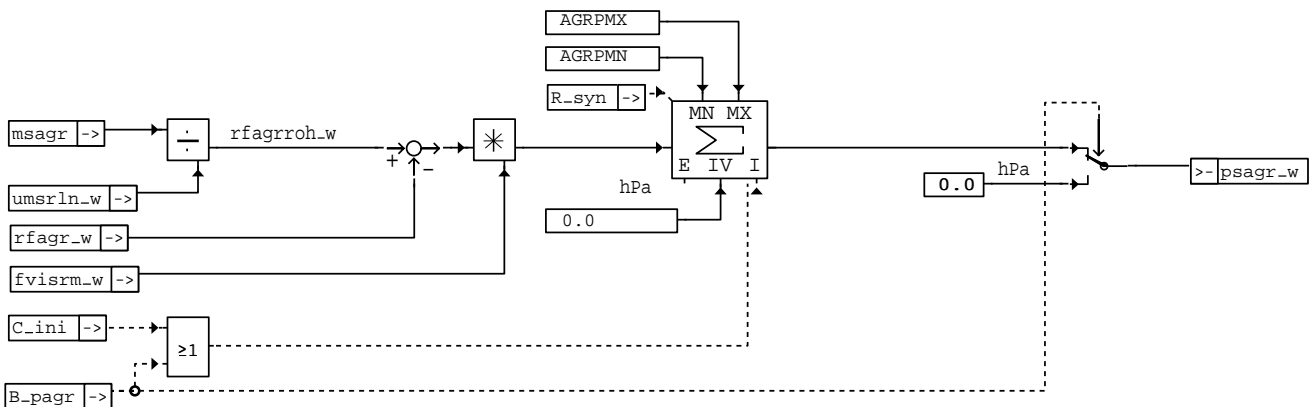 AGRPMX
AGRPMN
R_syn ->
MN MX
msagr ->
rfagrroh_w
÷
+
−
*
Σ
E IV I
hPa
hPa
umsrln_w ->
0.0
0.0
>- psagr_w
rfagr_w ->
fvisrm_w ->
C_ini ->
≥1
B_pagr ->